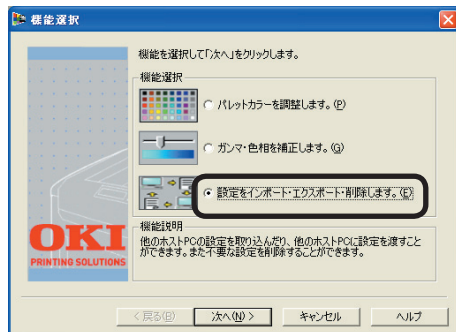 機能選択
機能を選択して「次へ」をクリックします。
機能選択
パレットカラーを調整します。(P)
ガンマ・色相を補正します。(G)
設定をインポート・エクスポート・削除します。(E)
機能説明
他のホストPCの設定を取り込んだり、他のホストPCに設定を渡すこと
ができます。また不要な設定を削除することができます。
OKI
PRINTING SOLUTIONS
< 戻る(B)
次へ(N) >
キャンセル
ヘルプ